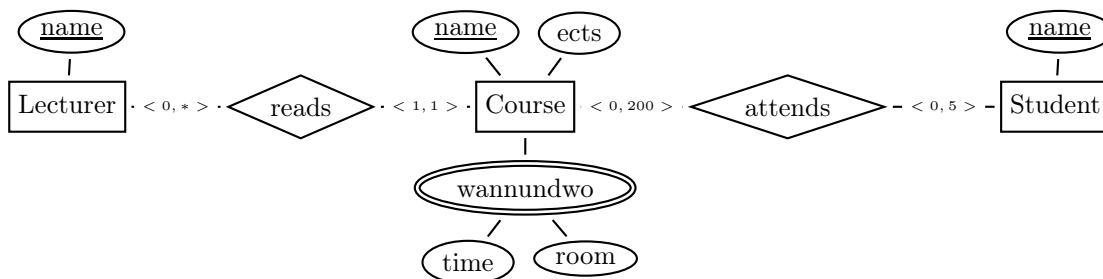 name
name
ects
name
Lecturer
< 0, * >
reads
< 1, 1 >
Course
< 0, 200 >
attends
< 0, 5 >
Student
wannundwo
time
room